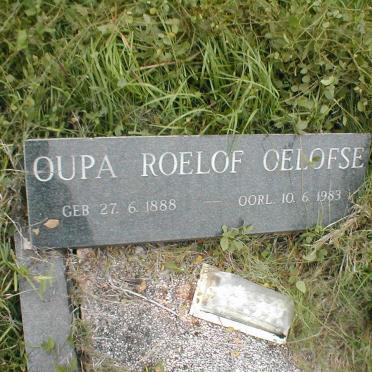 OUPA ROELOF OELOFSE
GEB 27. 6. 1888 — OORL. 10. 6. 1983